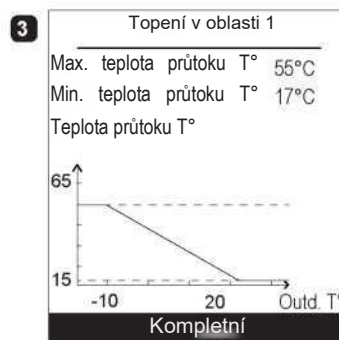 3
Topení v oblasti 1
Max. teplota průtoku T° 55°C
Min. teplota průtoku T° 17°C
Teplota průtoku T°
65
15
-10 20 Outd. T°
Kompletní